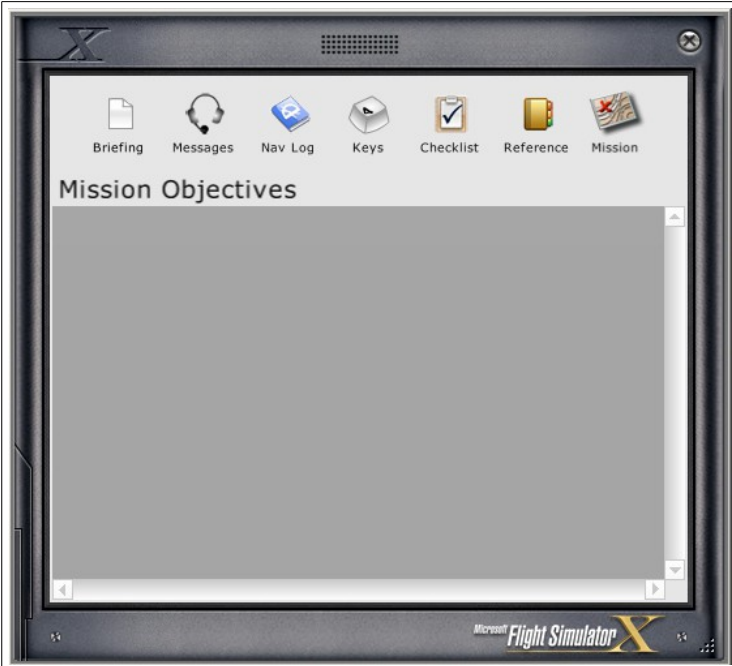 X
Briefing Messages Nav Log Keys Checklist Reference Mission
Mission Objectives
Microsoft Flight Simulator X